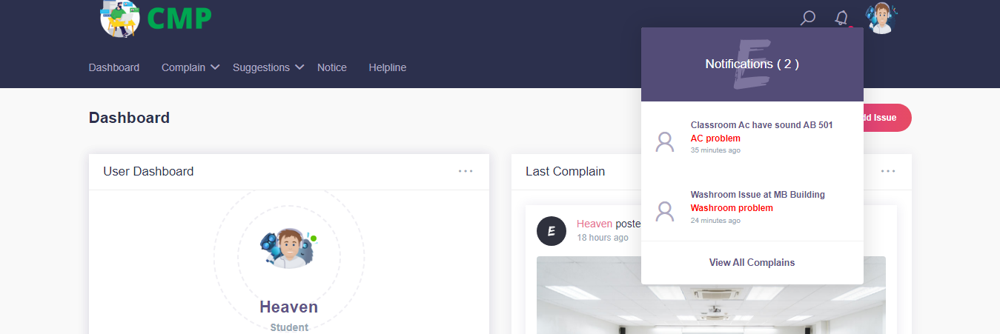 CMP
Dashboard
Complain
Suggestions
Notice
Helpline
Notifications ( 2 )
E
Dashboard
dd Issue
Classroom Ac have sound AB 501
AC problem
35 minutes ago
User Dashboard
Last Complain
Washroom Issue at MB Building
Washroom problem
24 minutes ago
E
Heaven poste
18 hours ago
View All Complains
Heaven
Student